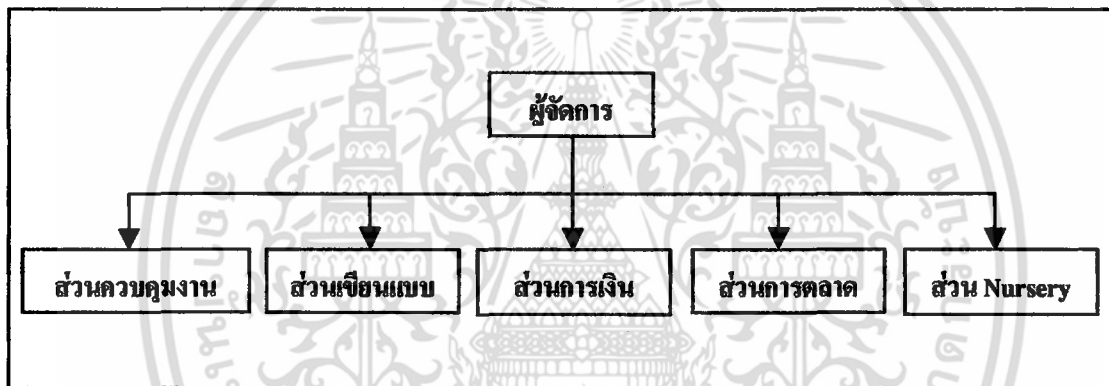 ผู้จัดการ
ส่วนควบคุมงาน
ส่วนเขียนแบบ
ส่วนการเงิน
ส่วนการตลาด
ส่วน Nursery